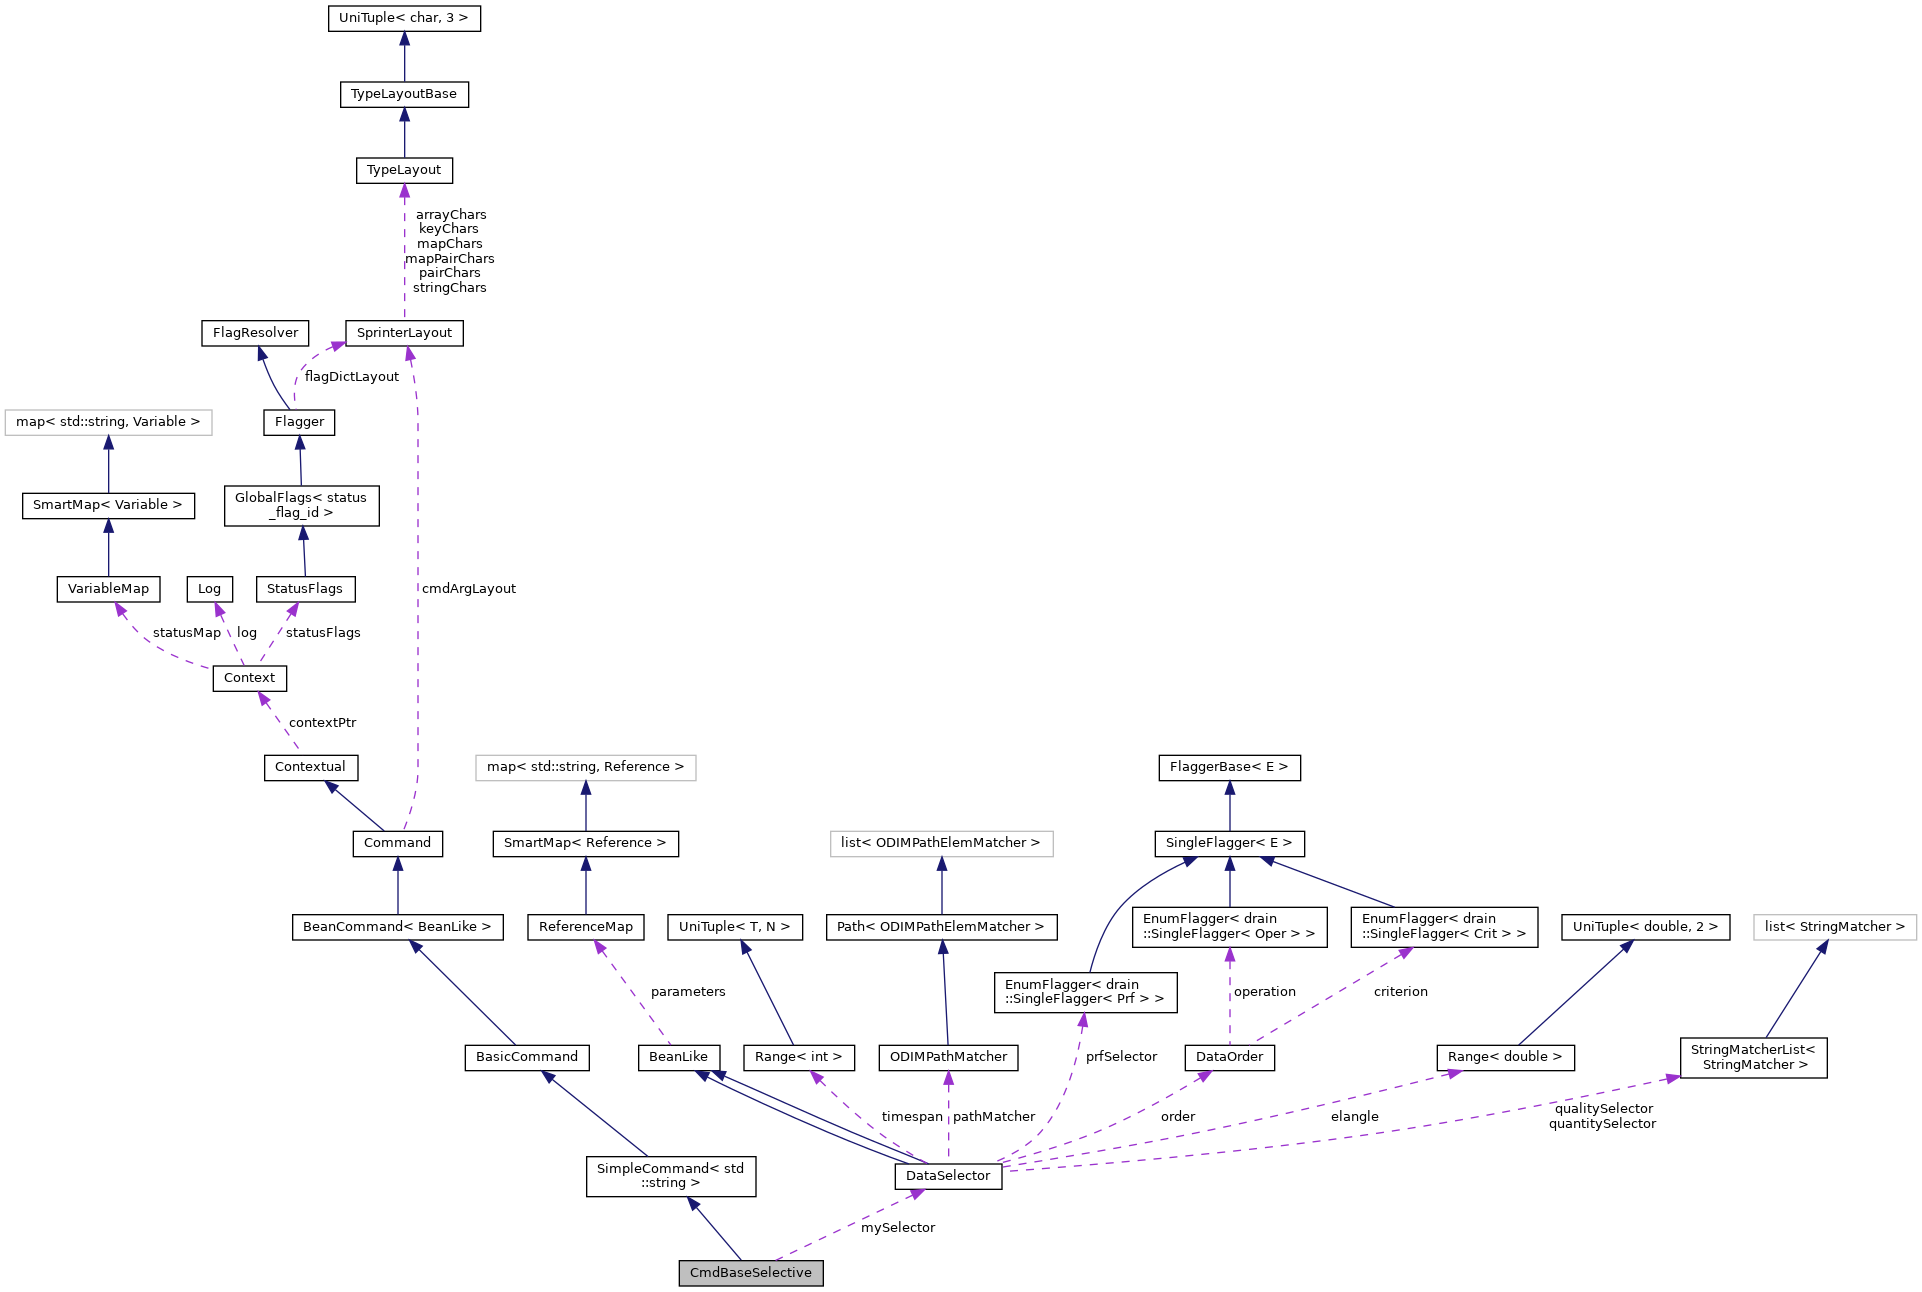 UniTuple< char, 3 >
TypeLayoutBase
TypeLayout
arrayChars
keyChars
mapChars
mapPairChars
pairChars
stringChars
FlagResolver
SprinterLayout
flagDictLayout
map< std::string, Variable >
Flagger
SmartMap< Variable >
GlobalFlags< status
_flag_id >
VariableMap
Log
StatusFlags
cmdArgLayout
statusMap
log
statusFlags
Context
contextPtr
Contextual
map< std::string, Reference >
FlaggerBase< E >
Command
SmartMap< Reference >
list< ODIMPathElemMatcher >
SingleFlagger< E >
BeanCommand< BeanLike >
ReferenceMap
UniTuple< T, N >
Path< ODIMPathElemMatcher >
EnumFlagger< drain
::SingleFlagger< Oper > >
EnumFlagger< drain
::SingleFlagger< Crit > >
UniTuple< double, 2 >
list< StringMatcher >
parameters
EnumFlagger< drain
::SingleFlagger< Prf > >
operation
criterion
BasicCommand
BeanLike
Range< int >
ODIMPathMatcher
prfSelector
DataOrder
Range< double >
StringMatcherList<
StringMatcher >
timespan
pathMatcher
order
elangle
qualitySelector
quantitySelector
SimpleCommand< std
::string >
DataSelector
mySelector
CmdBaseSelective